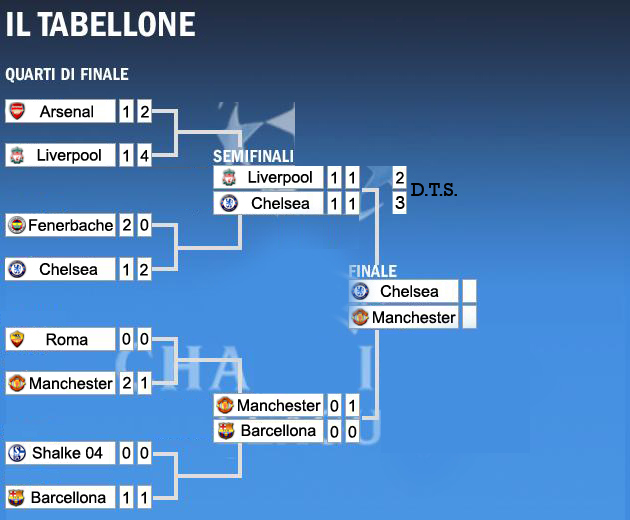 IL TABELLONE
QUARTI DI FINALE
Arsenal 1 2
Liverpool 1 4
Fenerbache 2 0
Chelsea 1 2
Roma 0 0
Manchester 2 1
Shalke 04 0 0
Barcellona 1 1
SEMIFINALI
Liverpool 1 1 2
Chelsea 1 1 3
D.T.S.
Manchester 0 1
Barcellona 0 0
FINALE
Chelsea
Manchester